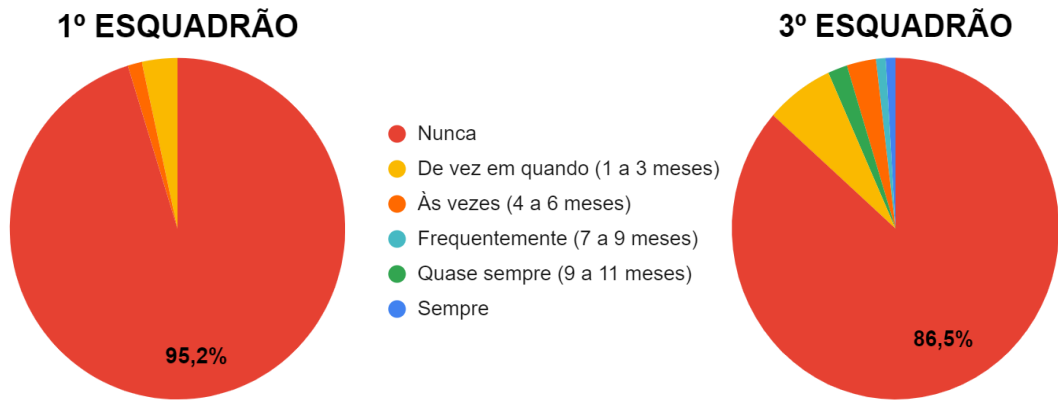 1º ESQUADRÃO
95,2%
Nunca
De vez em quando (1 a 3 meses)
Às vezes (4 a 6 meses)
Frequentemente (7 a 9 meses)
Quase sempre (9 a 11 meses)
Sempre
3º ESQUADRÃO
86,5%